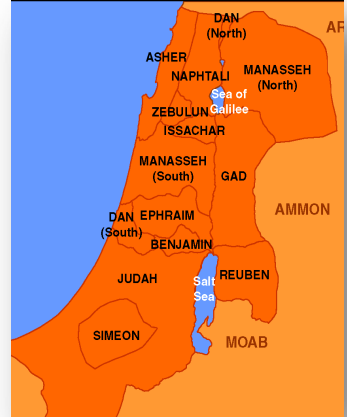 DAN
(North)
AR
ASHER
NAPHTALI
MANASSEH
(North)
Sea of
Galilee
ZEBULUN
ISSACHAR
MANASSEH
(South)
GAD
AMMON
DAN
(South)
EPHRAIM
BENJAMIN
JUDAH
Salt
Sea
REUBEN
SIMEON
MOAB